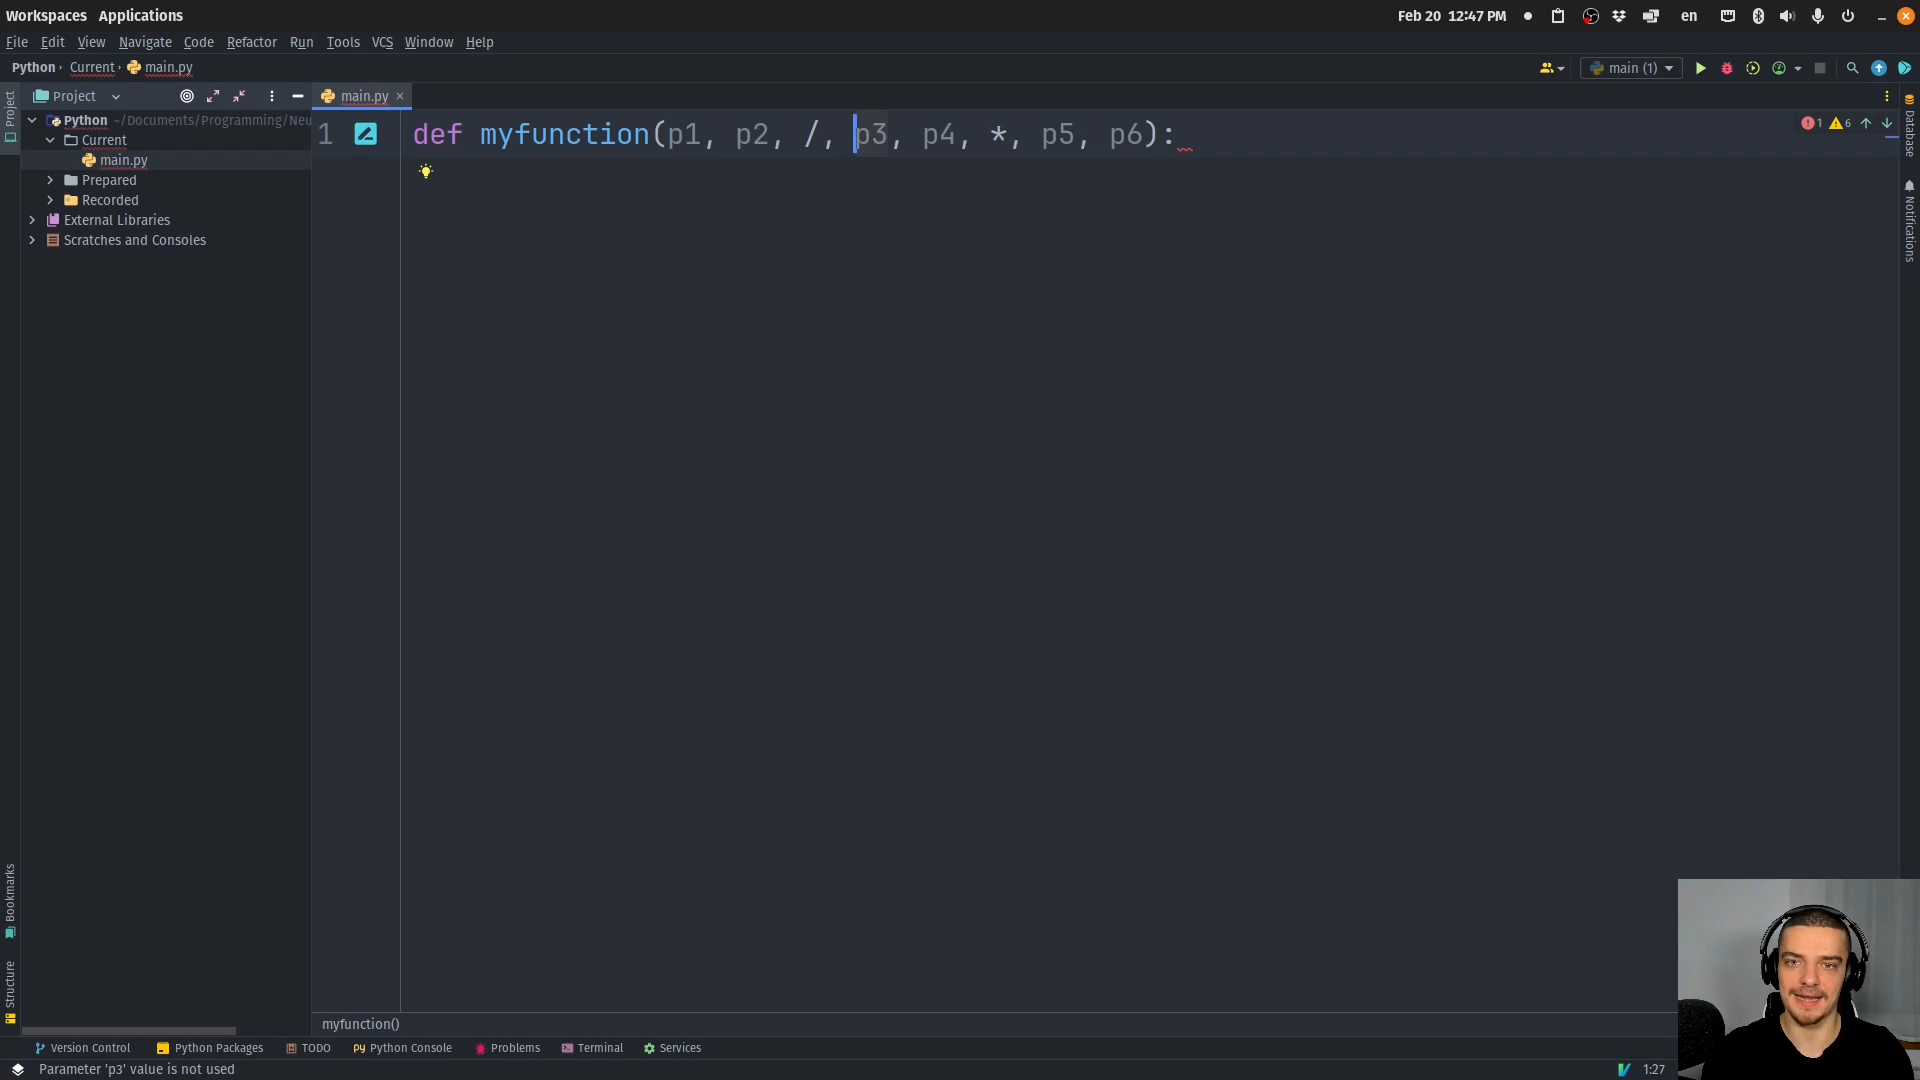 Workspaces Applications
Feb 20 12:47 PM
en
File Edit View Navigate Code Refactor Run Tools VCS Window Help
Python Current main.py
main (1)
Project
Project
main.py
Python ~/Documents/Programming/Neu
Current
main.py
Prepared
Recorded
External Libraries
Scratches and Consoles
1 def myfunction(p1, p2, /, p3, p4, *, p5, p6):
1 6
Database
Notifications
Bookmarks
Structure
myfunction()
Version Control Python Packages TODO Python Console Problems Terminal Services
Parameter 'p3' value is not used
1:27